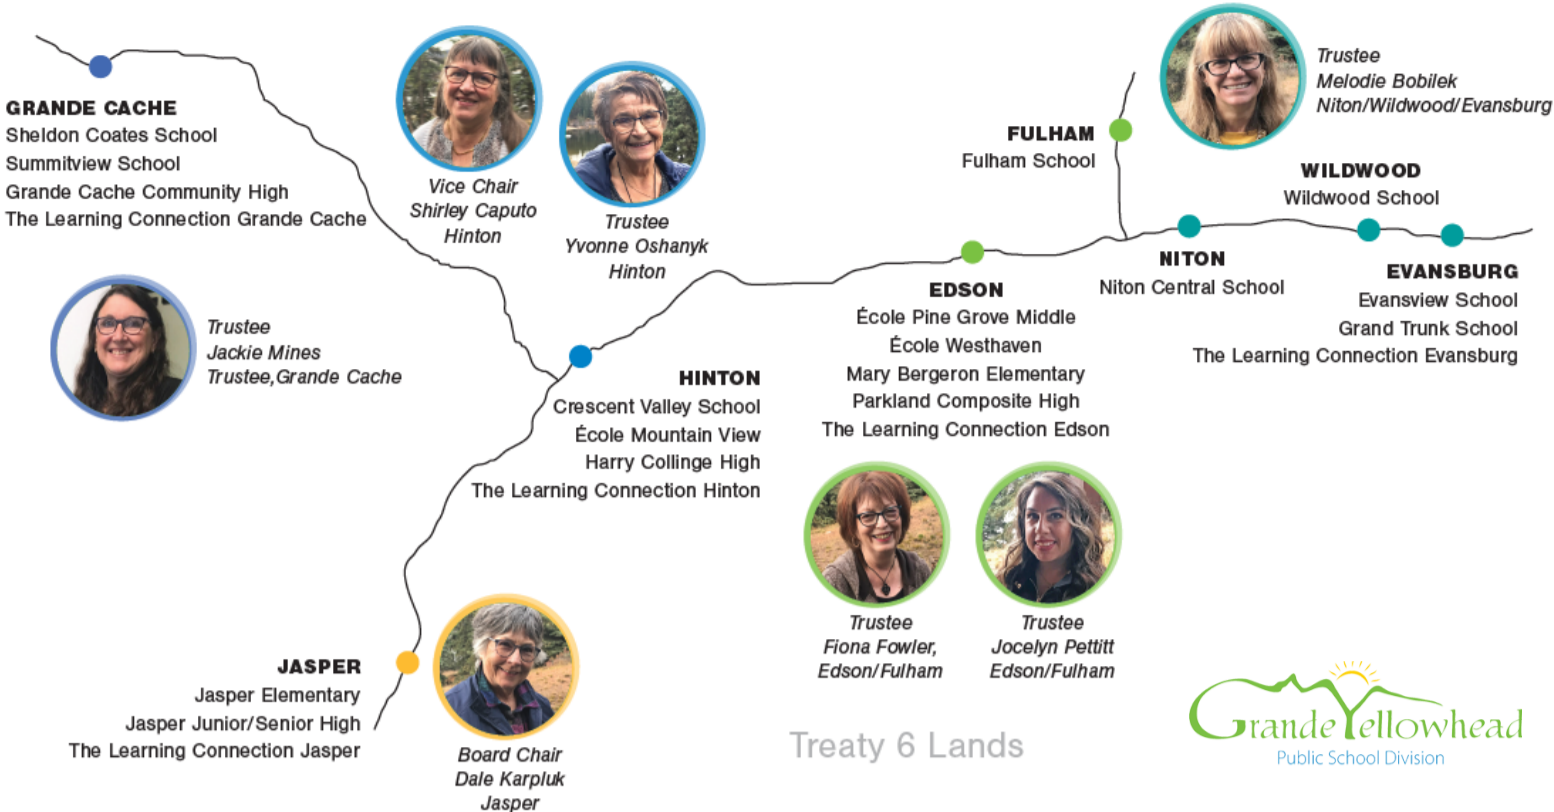 GRANDE CACHE
Sheldon Coates School
Summitview School
Grande Cache Community High
The Learning Connection Grande Cache
Vice Chair
Shirley Caputo
Hinton
Trustee
Yvonne Oshanyk
Hinton
Trustee
Melodie Bobilek
Niton/Wildwood/Evansburg
FULHAM
Fulham School
WILDWOOD
Wildwood School
NITON
Niton Central School
EVANSBURG
Evansview School
Grand Trunk School
The Learning Connection Evansburg
EDSON
École Pine Grove Middle
École Westhaven
Mary Bergeron Elementary
Parkland Composite High
The Learning Connection Edson
Trustee
Jackie Mines
Trustee,Grande Cache
HINTON
Crescent Valley School
École Mountain View
Harry Collinge High
The Learning Connection Hinton
Trustee
Fiona Fowler,
Edson/Fulham
Trustee
Jocelyn Pettitt
Edson/Fulham
JASPER
Jasper Elementary
Jasper Junior/Senior High
The Learning Connection Jasper
Board Chair
Dale Karpluk
Jasper
Treaty 6 Lands
GrandeYellowhead
Public School Division